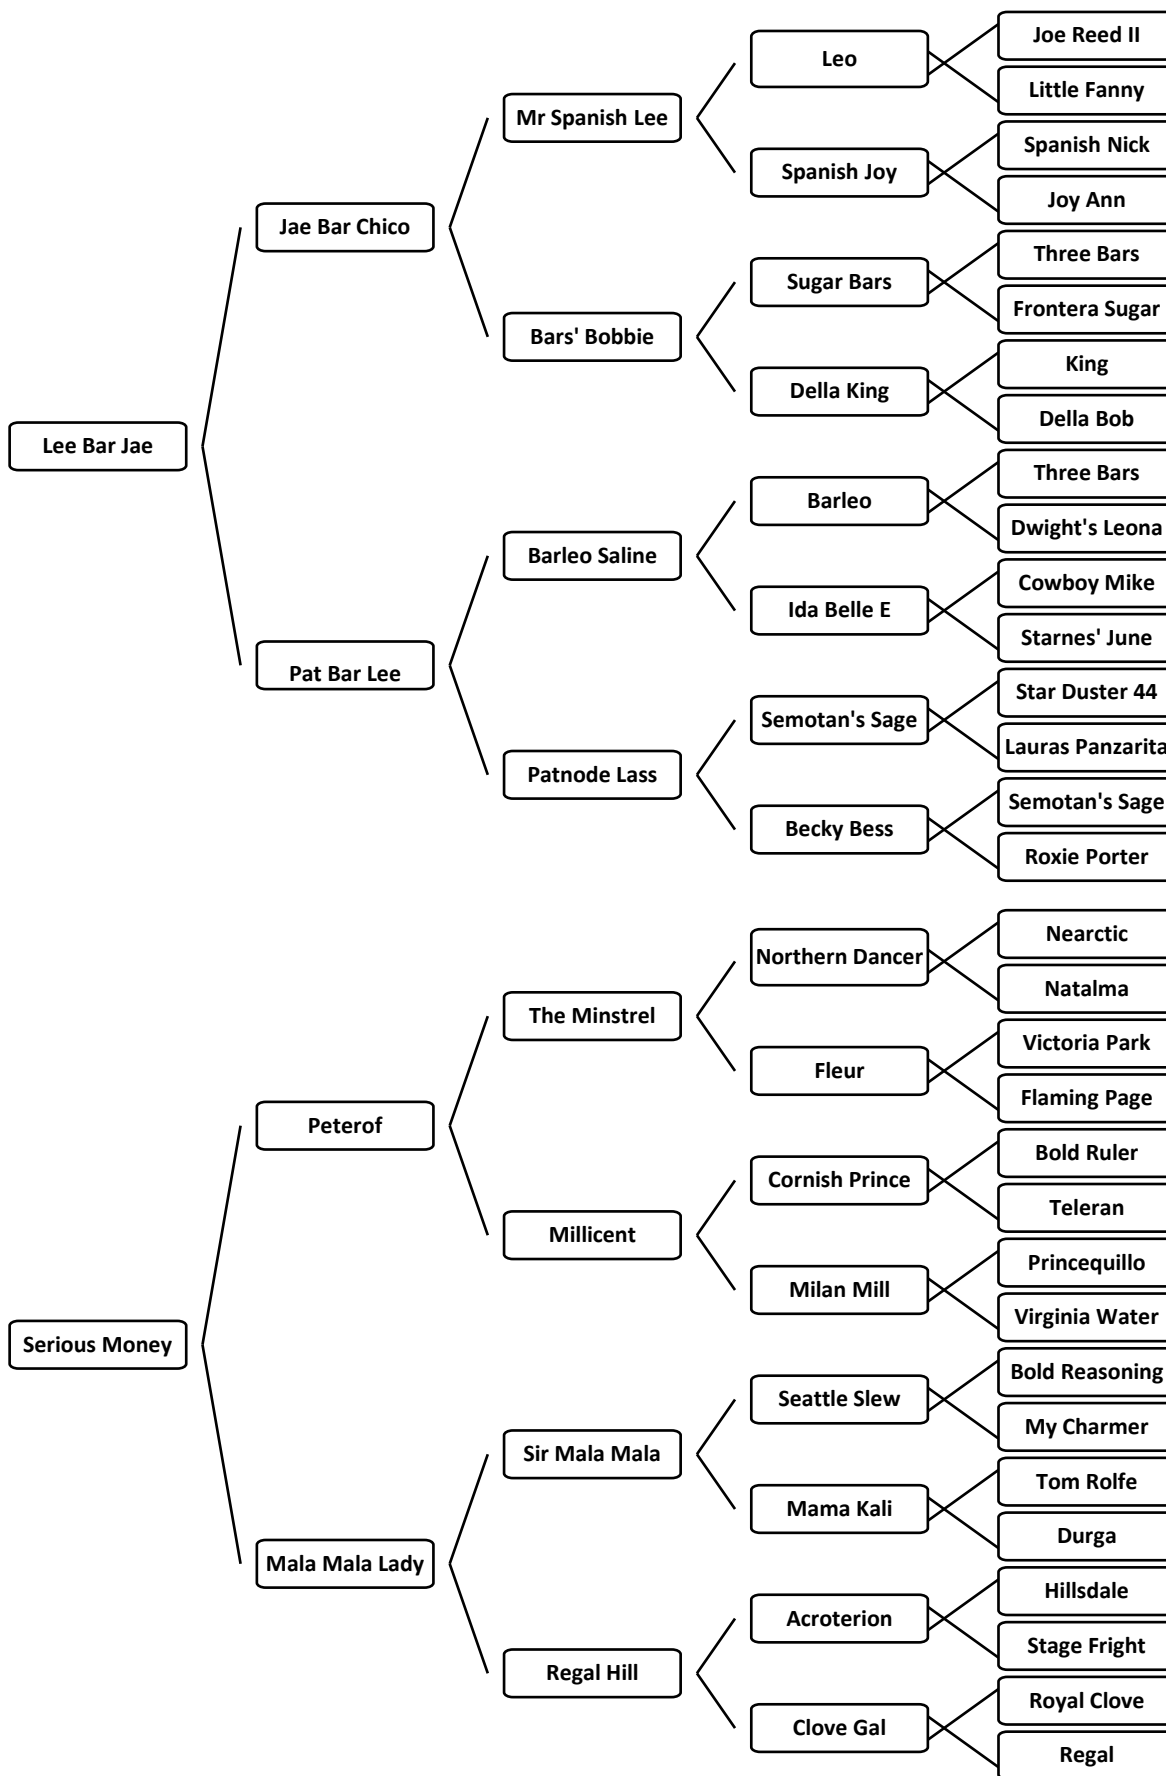 Joe Reed II
Leo
Little Fanny
Mr Spanish Lee
Spanish Nick
Spanish Joy
Joy Ann
Jae Bar Chico
Three Bars
Sugar Bars
Frontera Sugar
Bars' Bobbie
King
Della King
Della Bob
Lee Bar Jae
Three Bars
Barleo
Dwight's Leona
Barleo Saline
Cowboy Mike
Ida Belle E
Starnes' June
Pat Bar Lee
Star Duster 44
Semotan's Sage
Lauras Panzarita
Patnode Lass
Semotan's Sage
Becky Bess
Roxie Porter
Nearctic
Northern Dancer
Natalma
The Minstrel
Victoria Park
Fleur
Flaming Page
Peterof
Bold Ruler
Cornish Prince
Teleran
Millicent
Princequillo
Milan Mill
Virginia Water
Serious Money
Bold Reasoning
Seattle Slew
My Charmer
Sir Mala Mala
Tom Rolfe
Mama Kali
Durga
Mala Mala Lady
Hillsdale
Acroterion
Stage Fright
Regal Hill
Royal Clove
Clove Gal
Regal